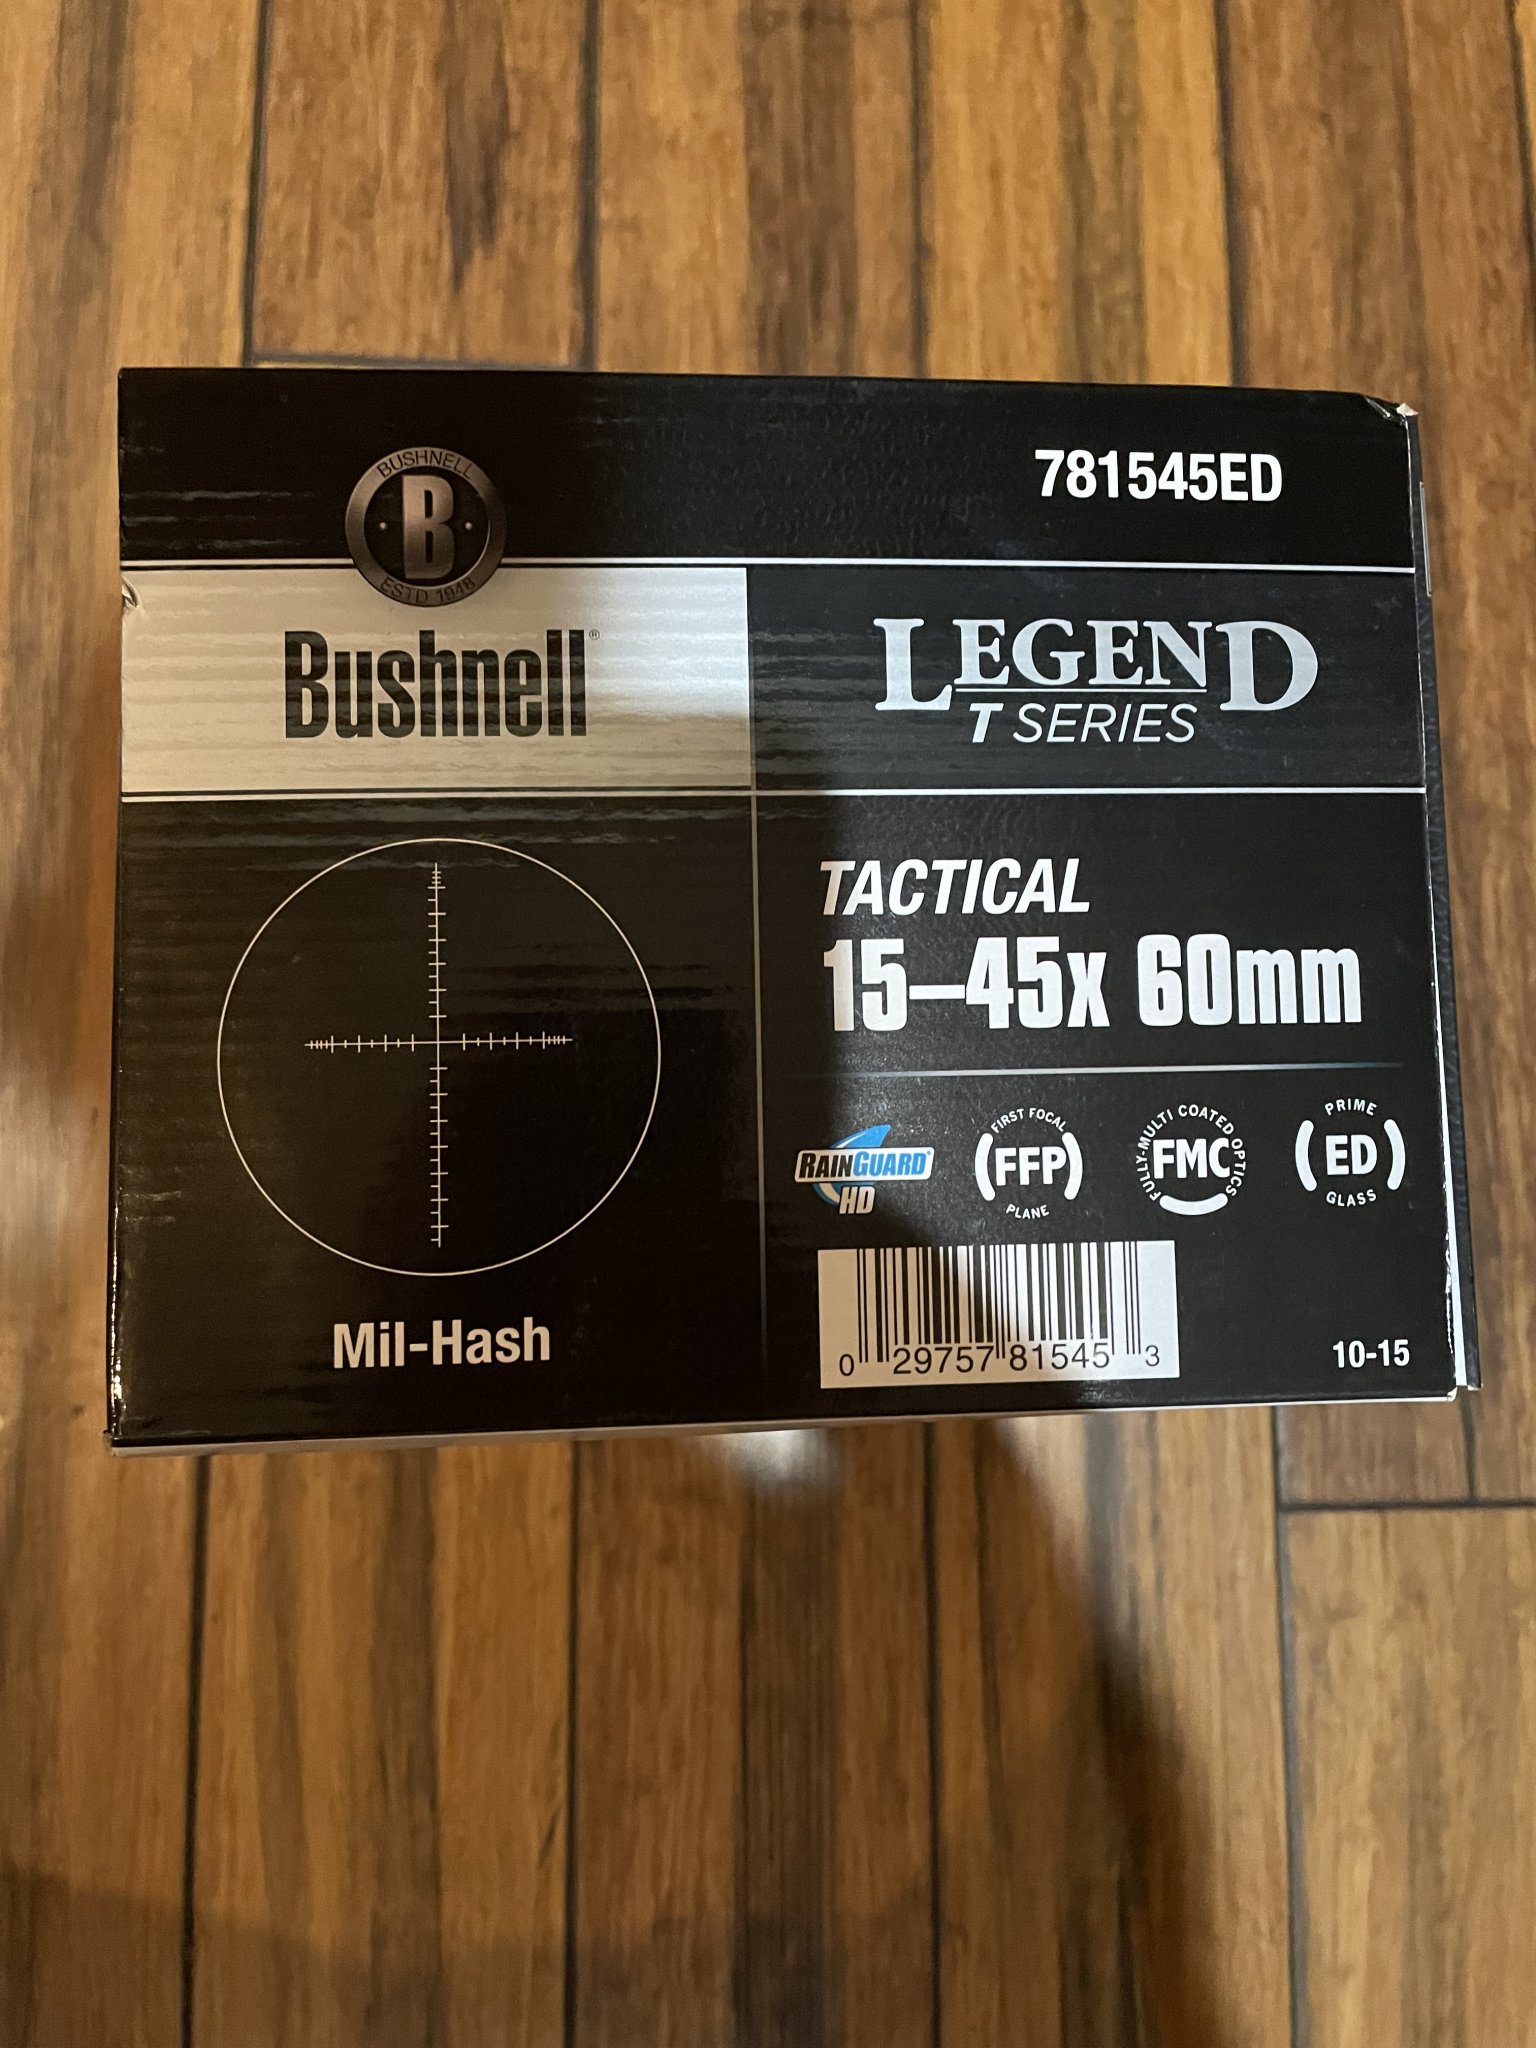 BUSHNELL
B
ESTD 1948
781545ED
Bushnell®
LEGEND
T SERIES
TACTICAL
15–45x 60mm
RAINGUARD®
HD
FIRST FOCAL
FFP
PLANE
FULLY-MULTI COATED OPTICS
FMC
PRIME
ED
GLASS
Mil-Hash
0 29757 81545 3
10-15